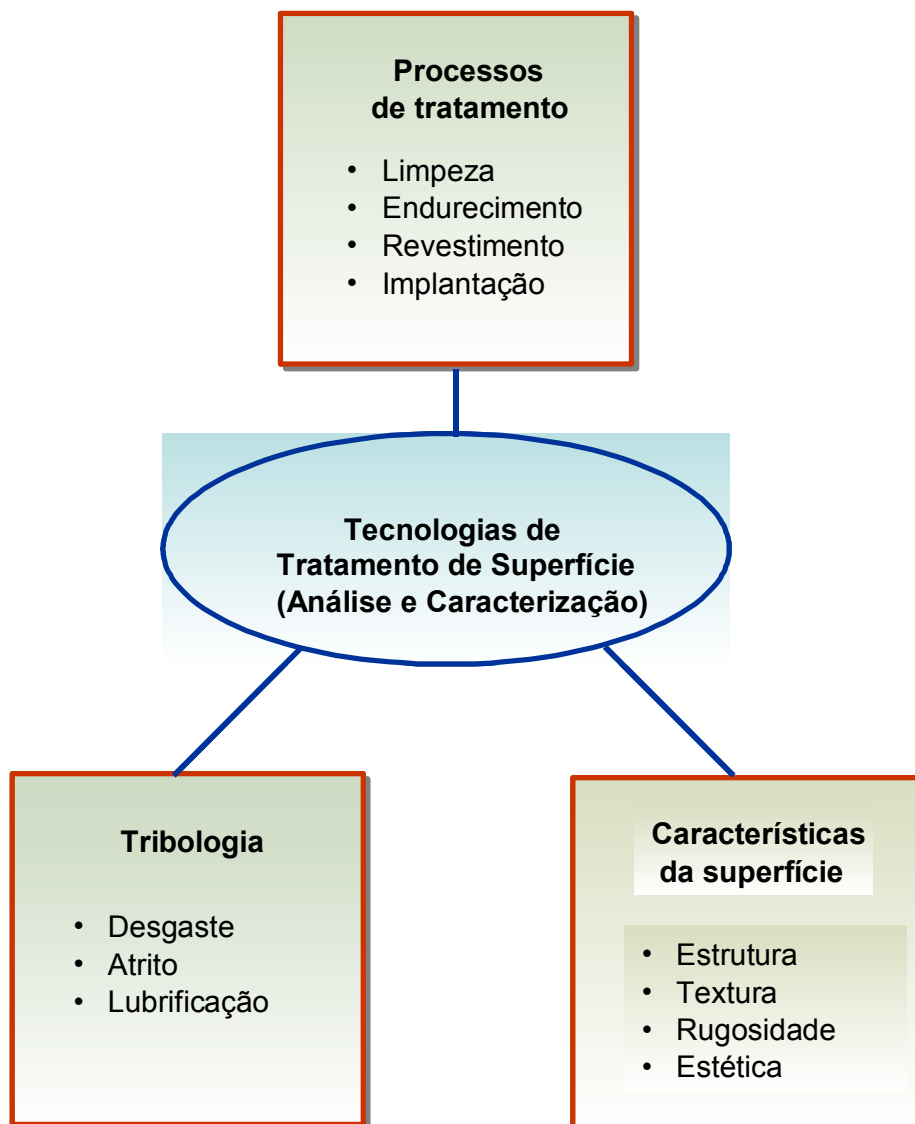 Processos
de tratamento
• Limpeza
• Endurecimento
• Revestimento
• Implantação
Tecnologias de
Tratamento de Superfície
(Análise e Caracterização)
Tribologia
• Desgaste
• Atrito
• Lubrificação
Características
da superfície
• Estrutura
• Textura
• Rugosidade
• Estética